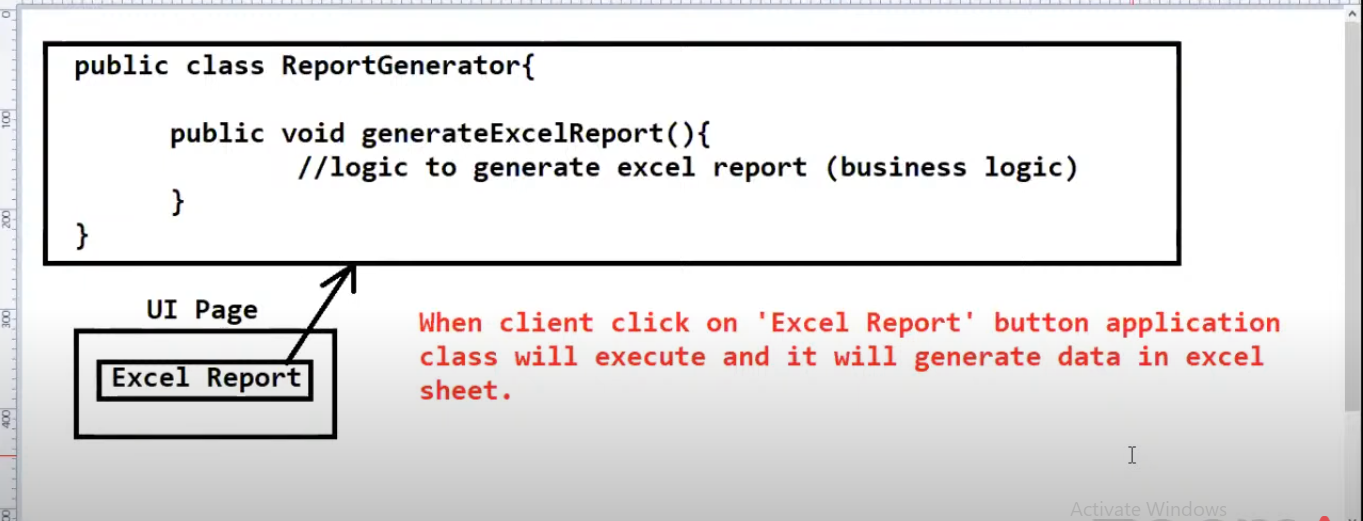 public class ReportGenerator{
public void generateExcelReport(){
//logic to generate excel report (business logic)
}
}
UI Page
Excel Report
When client click on 'Excel Report' button application
class will execute and it will generate data in excel
sheet.
0
100
200
300
400
Activate Windows